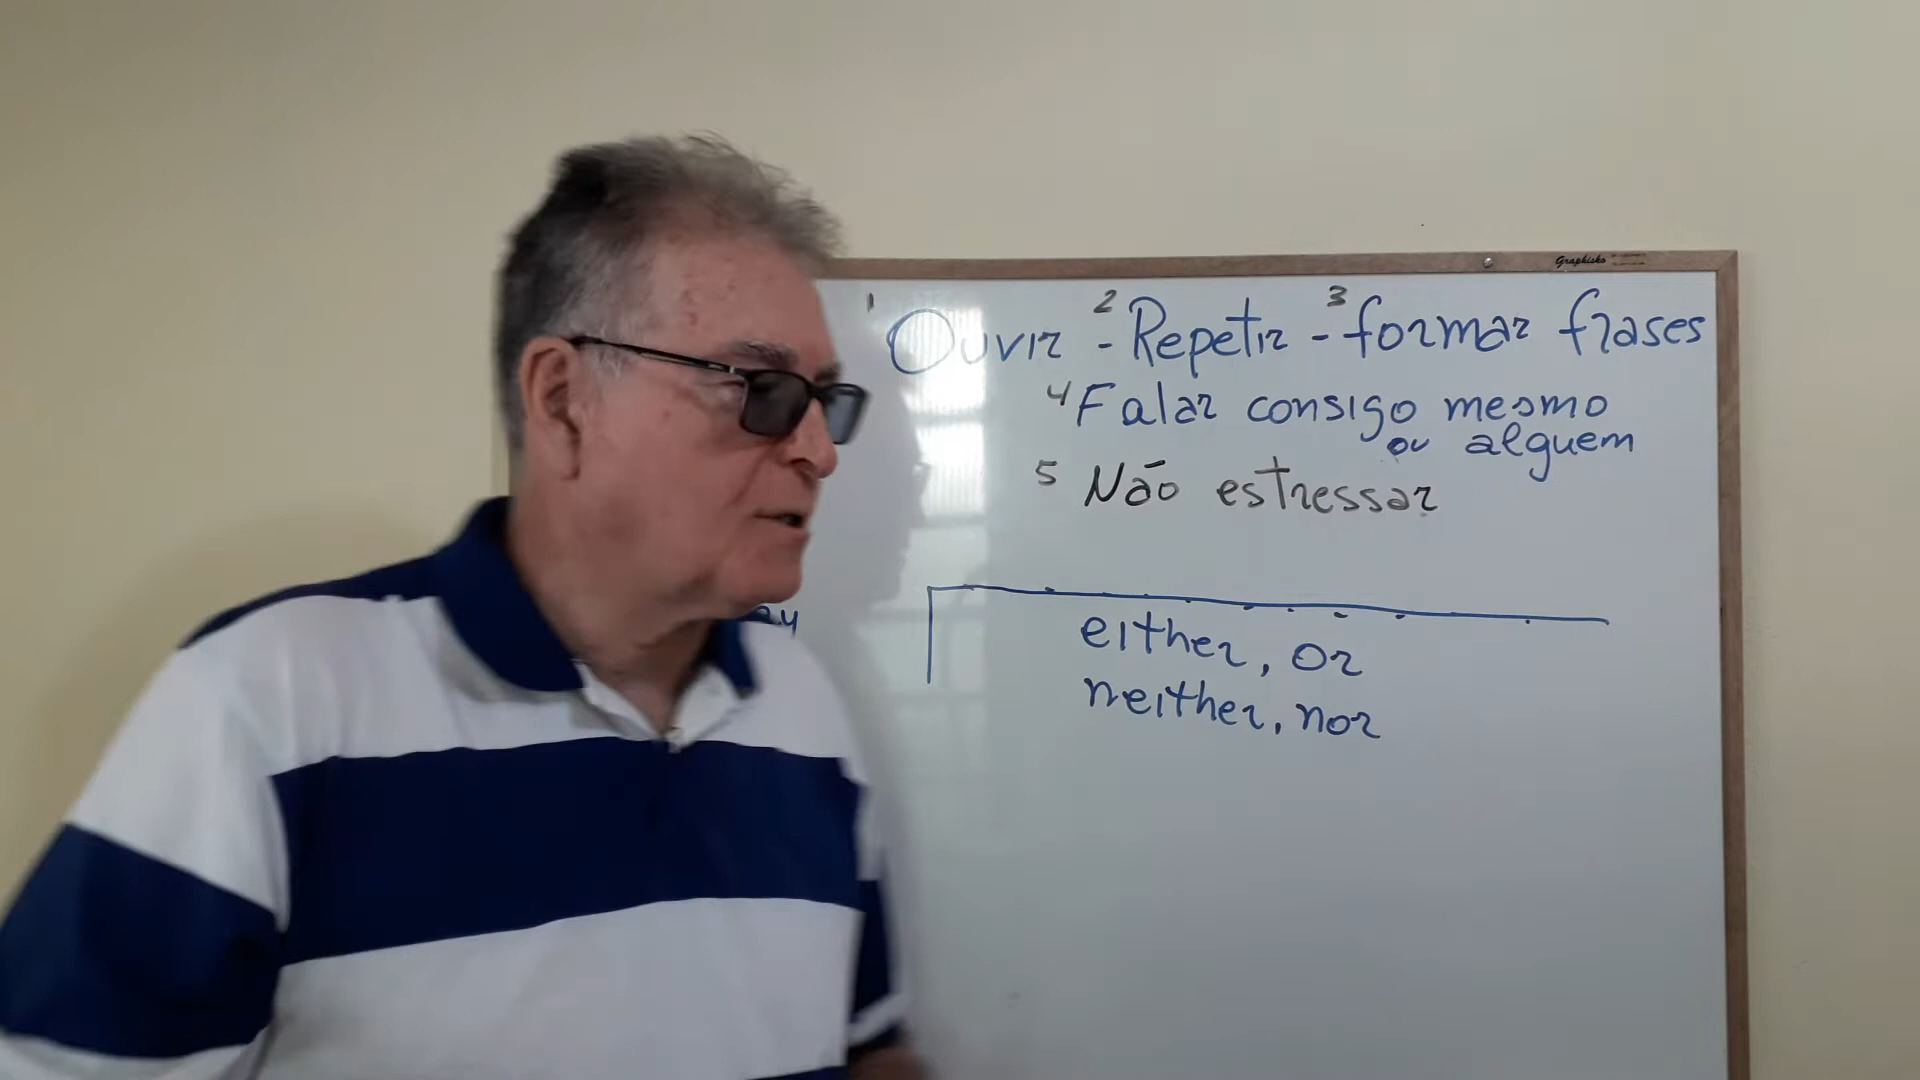 Graphisko
1 Ouvir - 2 Repetir - 3 formar frases
4 Falar consigo mesmo
ou alguem
5 Não estressar
either, or
neither, nor